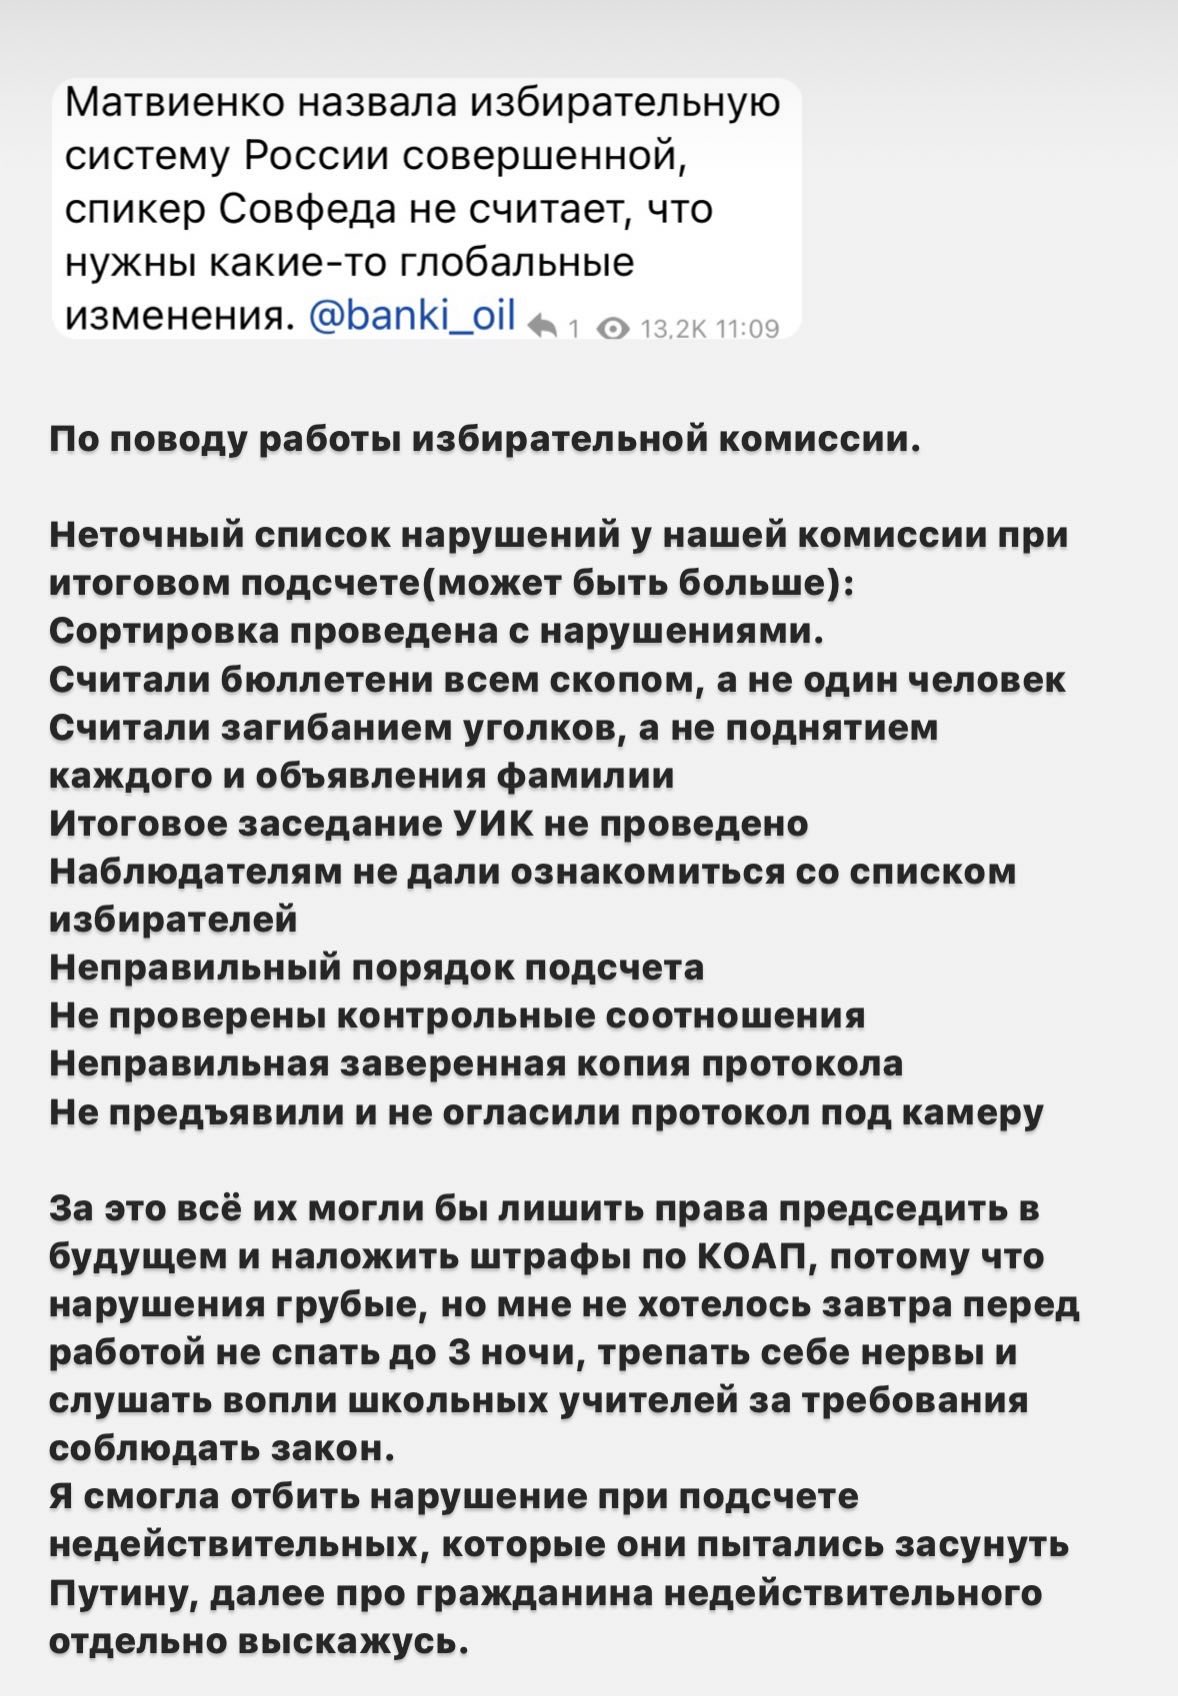 Матвиенко назвала избирательную
систему России совершенной,
спикер Совфеда не считает, что
нужны какие-то глобальные
изменения. @banki_oil 1 13,2K 11:09
По поводу работы избирательной комиссии.
Неточный список нарушений у нашей комиссии при
итоговом подсчете(может быть больше):
Сортировка проведена с нарушениями.
Считали бюллетени всем скопом, а не один человек
Считали загибанием уголков, а не поднятием
каждого и объявления фамилии
Итоговое заседание УИК не проведено
Наблюдателям не дали ознакомиться со списком
избирателей
Неправильный порядок подсчета
Не проверены контрольные соотношения
Неправильная заверенная копия протокола
Не предъявили и не огласили протокол под камеру
За это всё их могли бы лишить права председить в
будущем и наложить штрафы по КОАП, потому что
нарушения грубые, но мне не хотелось завтра перед
работой не спать до 3 ночи, трепать себе нервы и
слушать вопли школьных учителей за требования
соблюдать закон.
Я смогла отбить нарушение при подсчете
недействительных, которые они пытались засунуть
Путину, далее про гражданина недействительного
отдельно выскажусь.